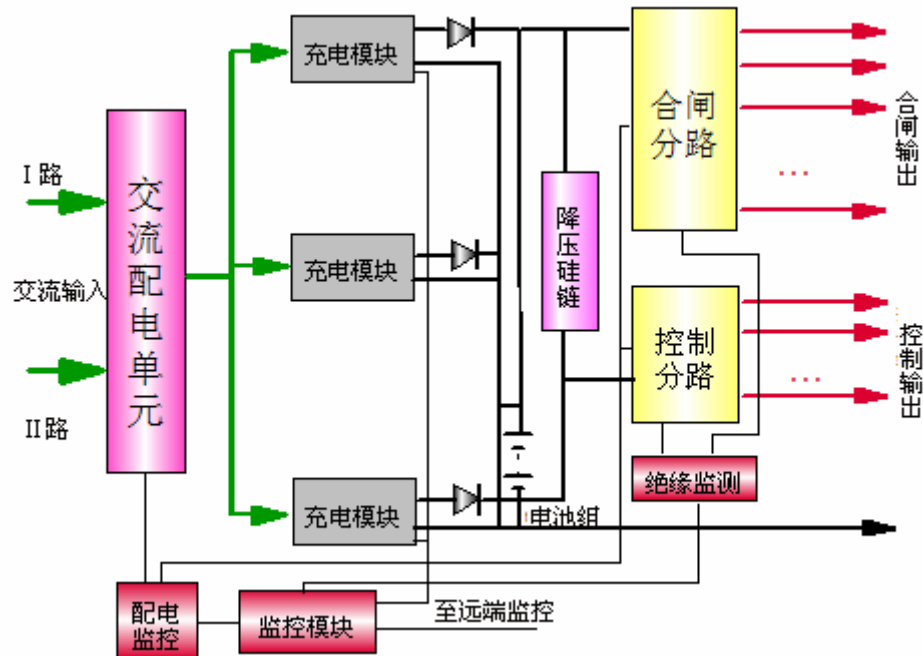 充电模块
合闸
分路
合闸输出
I路
交流配电单元
降压硅链
充电模块
交流输入
控制
分路
控制输出
II路
绝缘监测
充电模块
电池组
配电
监控
监控模块
至远端监控